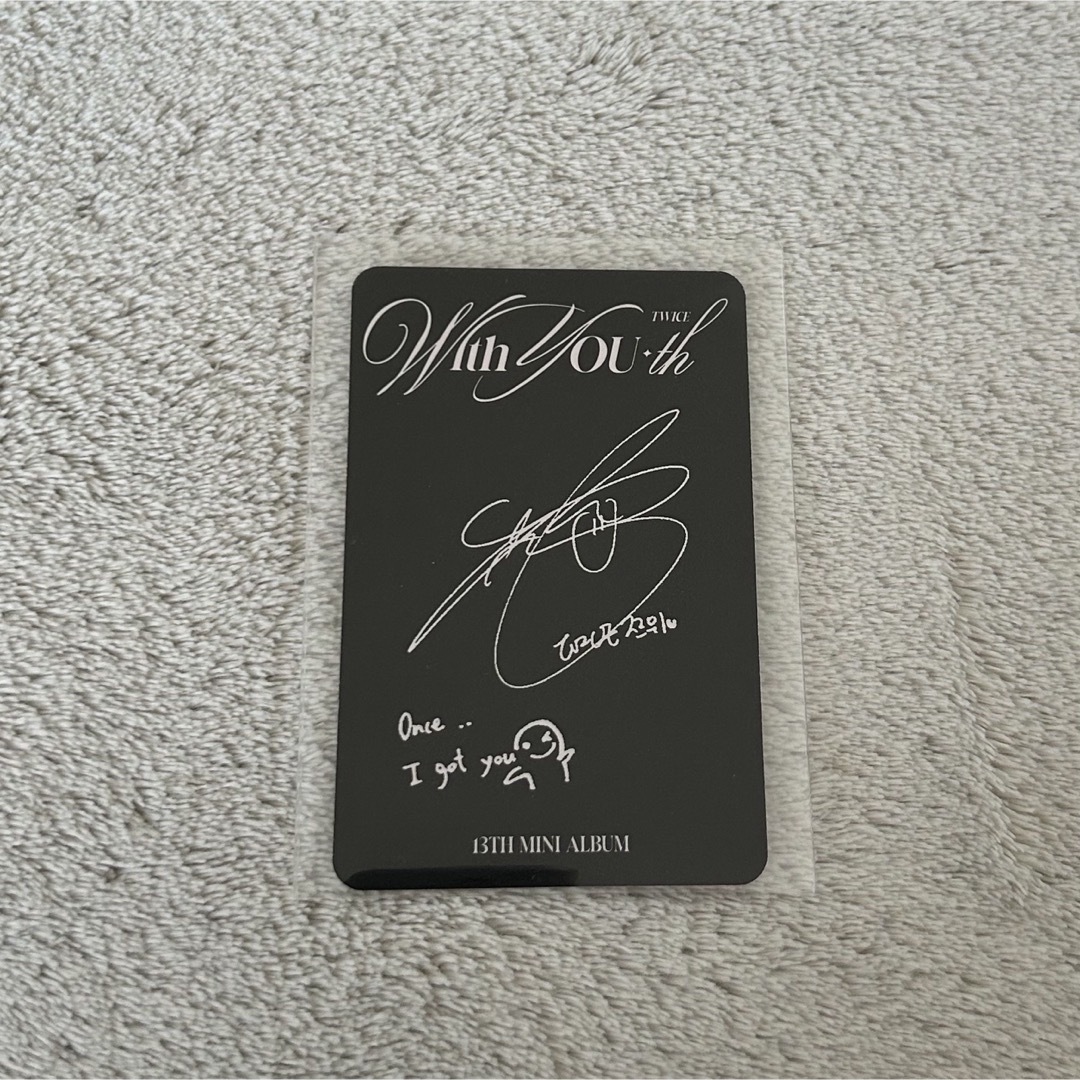 TWICE
With YOU-th
Once ..
I got you
13TH MINI ALBUM